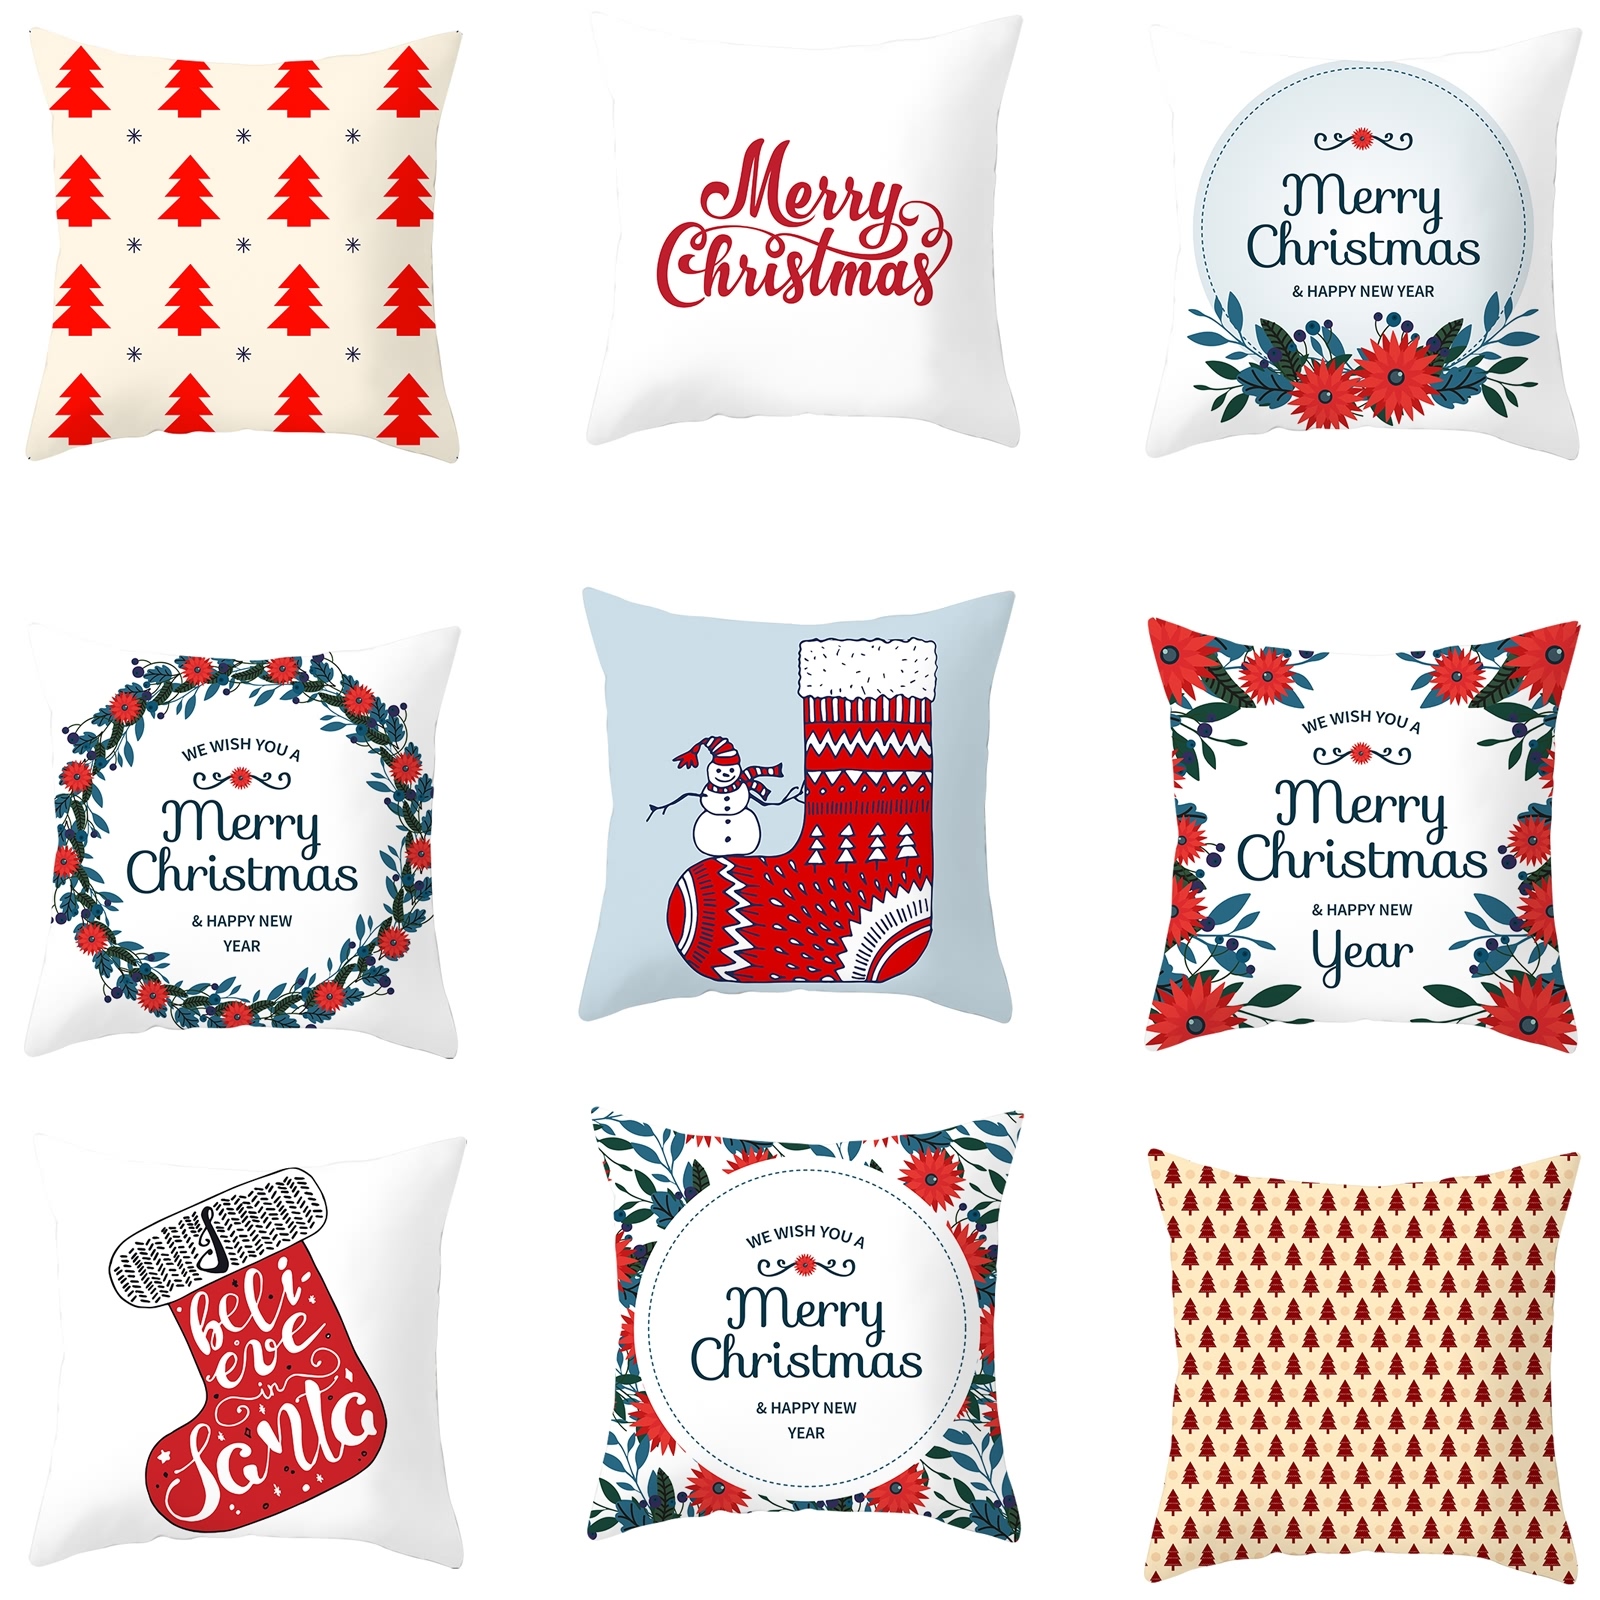 Merry
Christmas
Merry
Christmas
& HAPPY NEW YEAR
WE WISH YOU A
Merry
Christmas
& HAPPY NEW
YEAR
WE WISH YOU A
Merry
Christmas
& HAPPY NEW
Year
I
beli-
eve
in
Santa
WE WISH YOU A
Merry
Christmas
& HAPPY NEW
YEAR